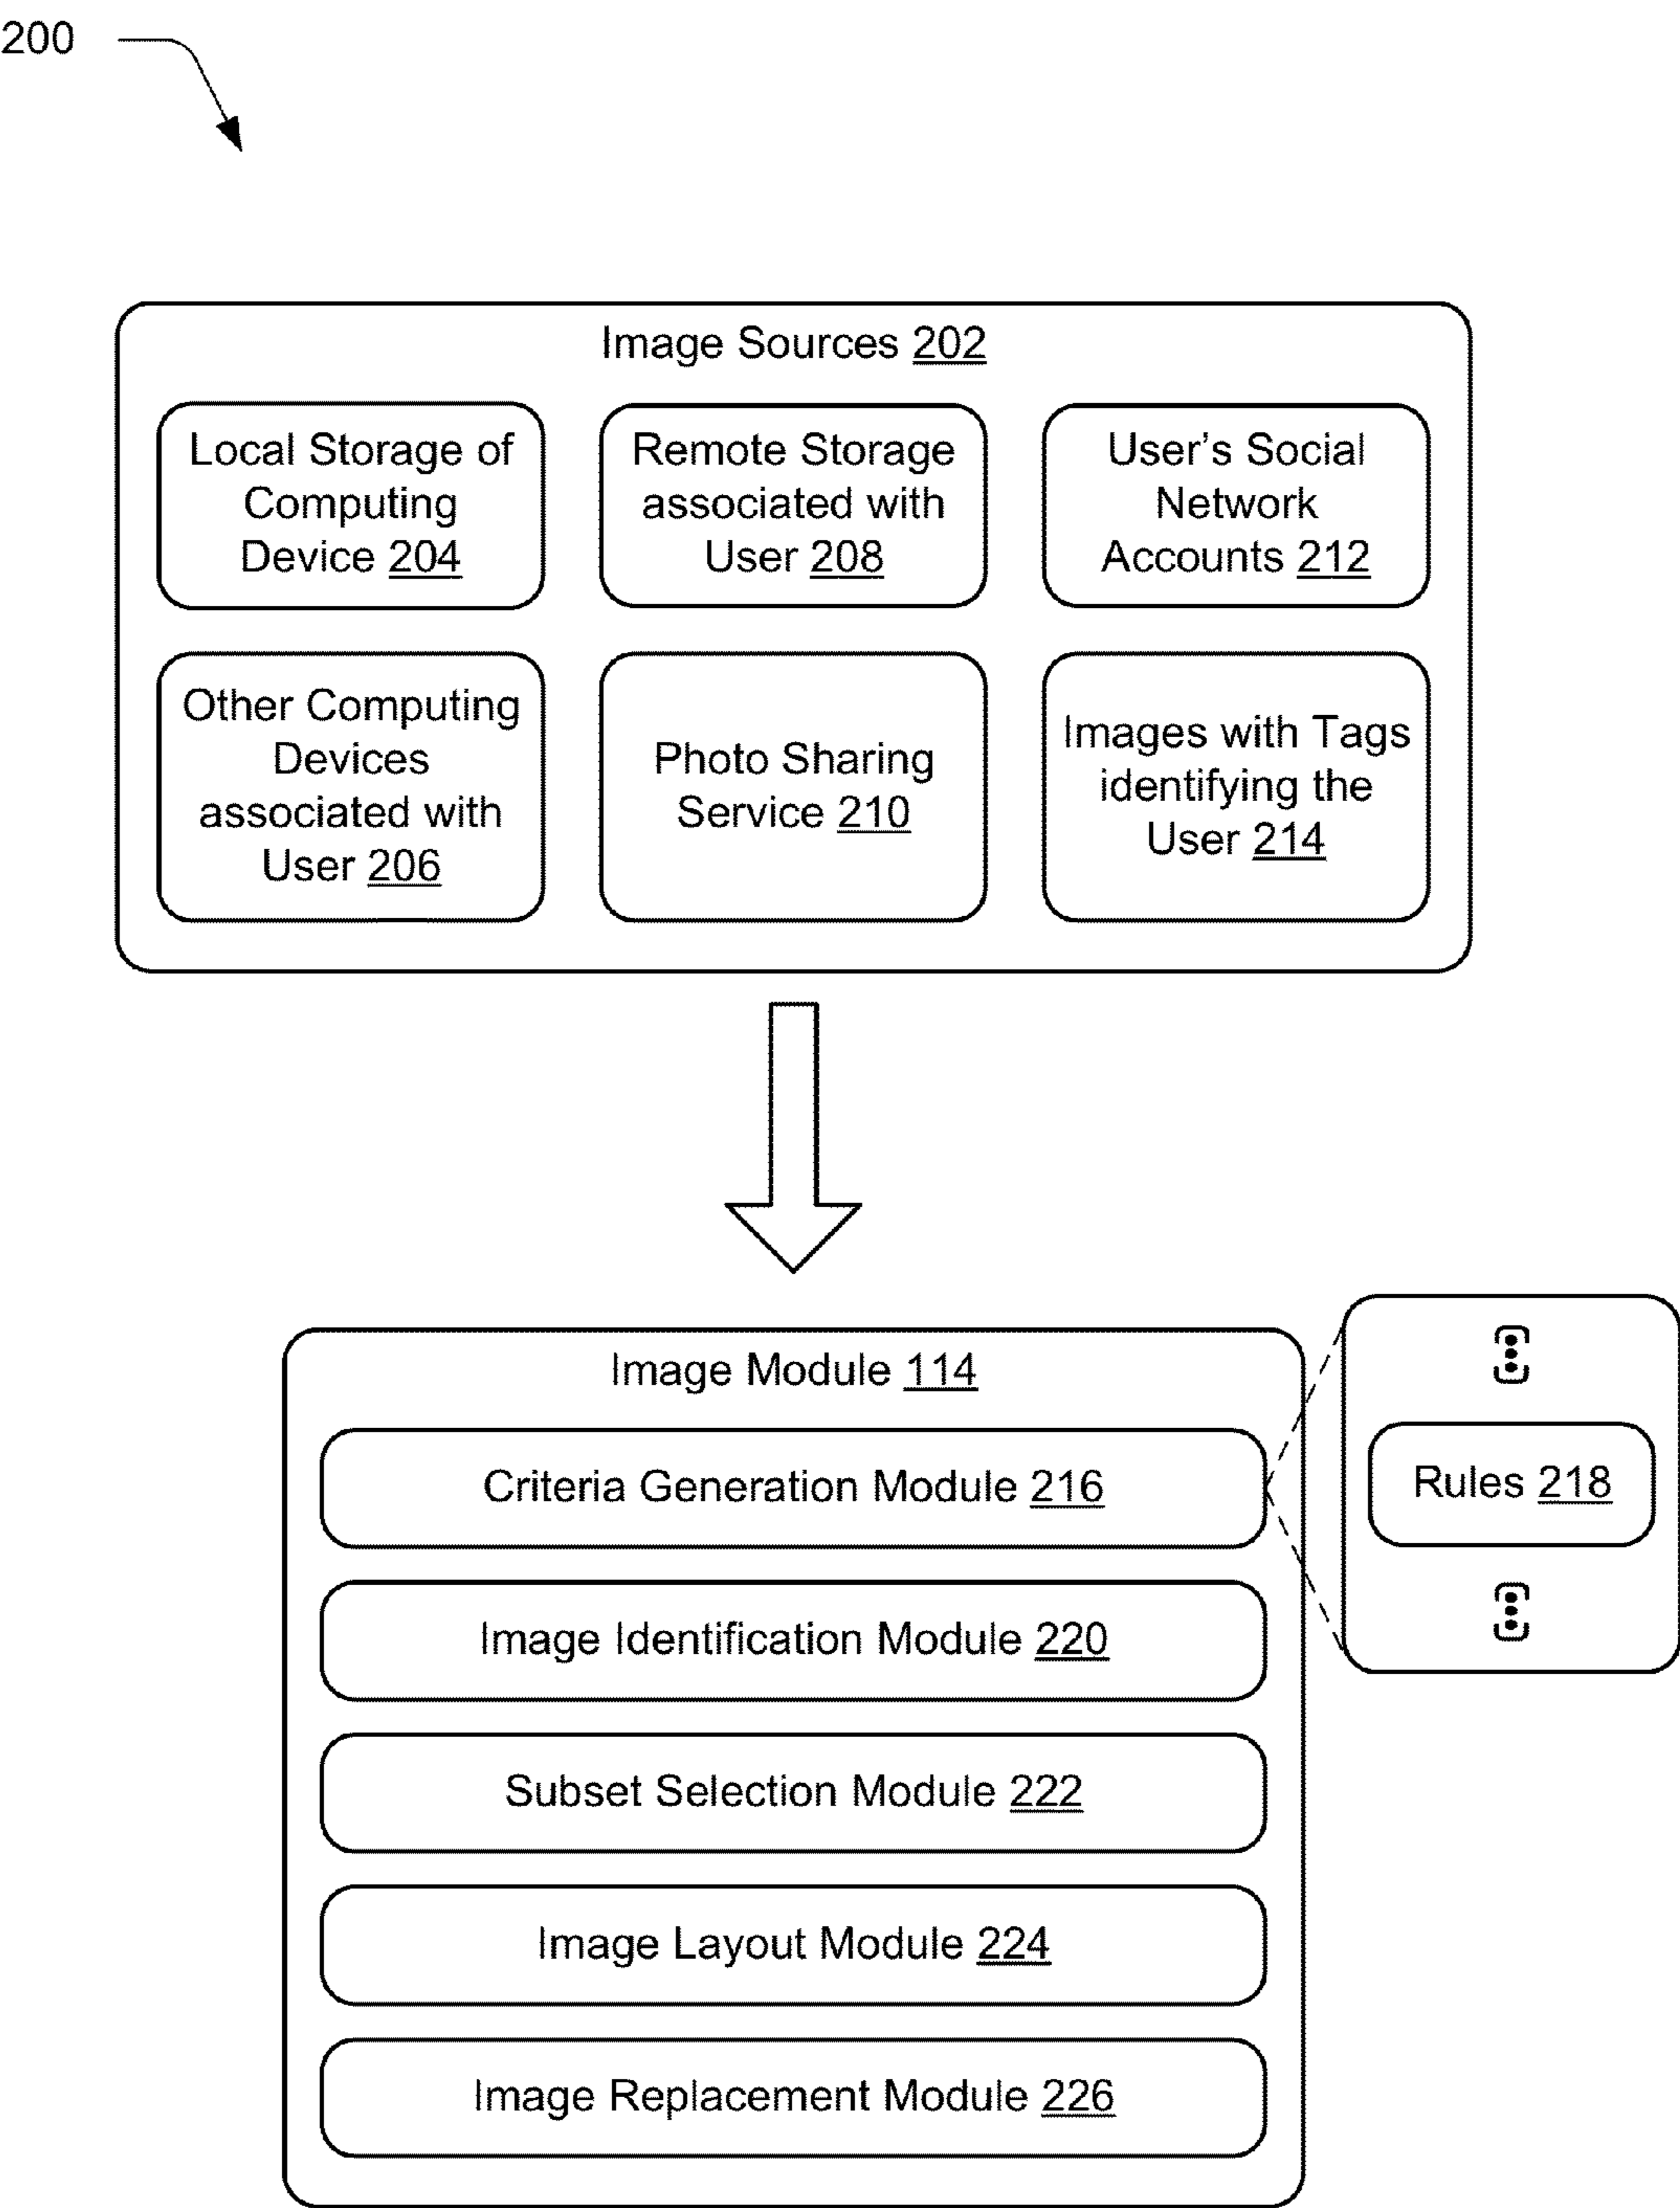 200
Image Sources 202
Local Storage of
Computing
Device 204
Remote Storage
associated with
User 208
User's Social
Network
Accounts 212
Other Computing
Devices
associated with
User 206
Photo Sharing
Service 210
Images with Tags
identifying the
User 214
Image Module 114
Criteria Generation Module 216
Rules 218
Image Identification Module 220
Subset Selection Module 222
Image Layout Module 224
Image Replacement Module 226